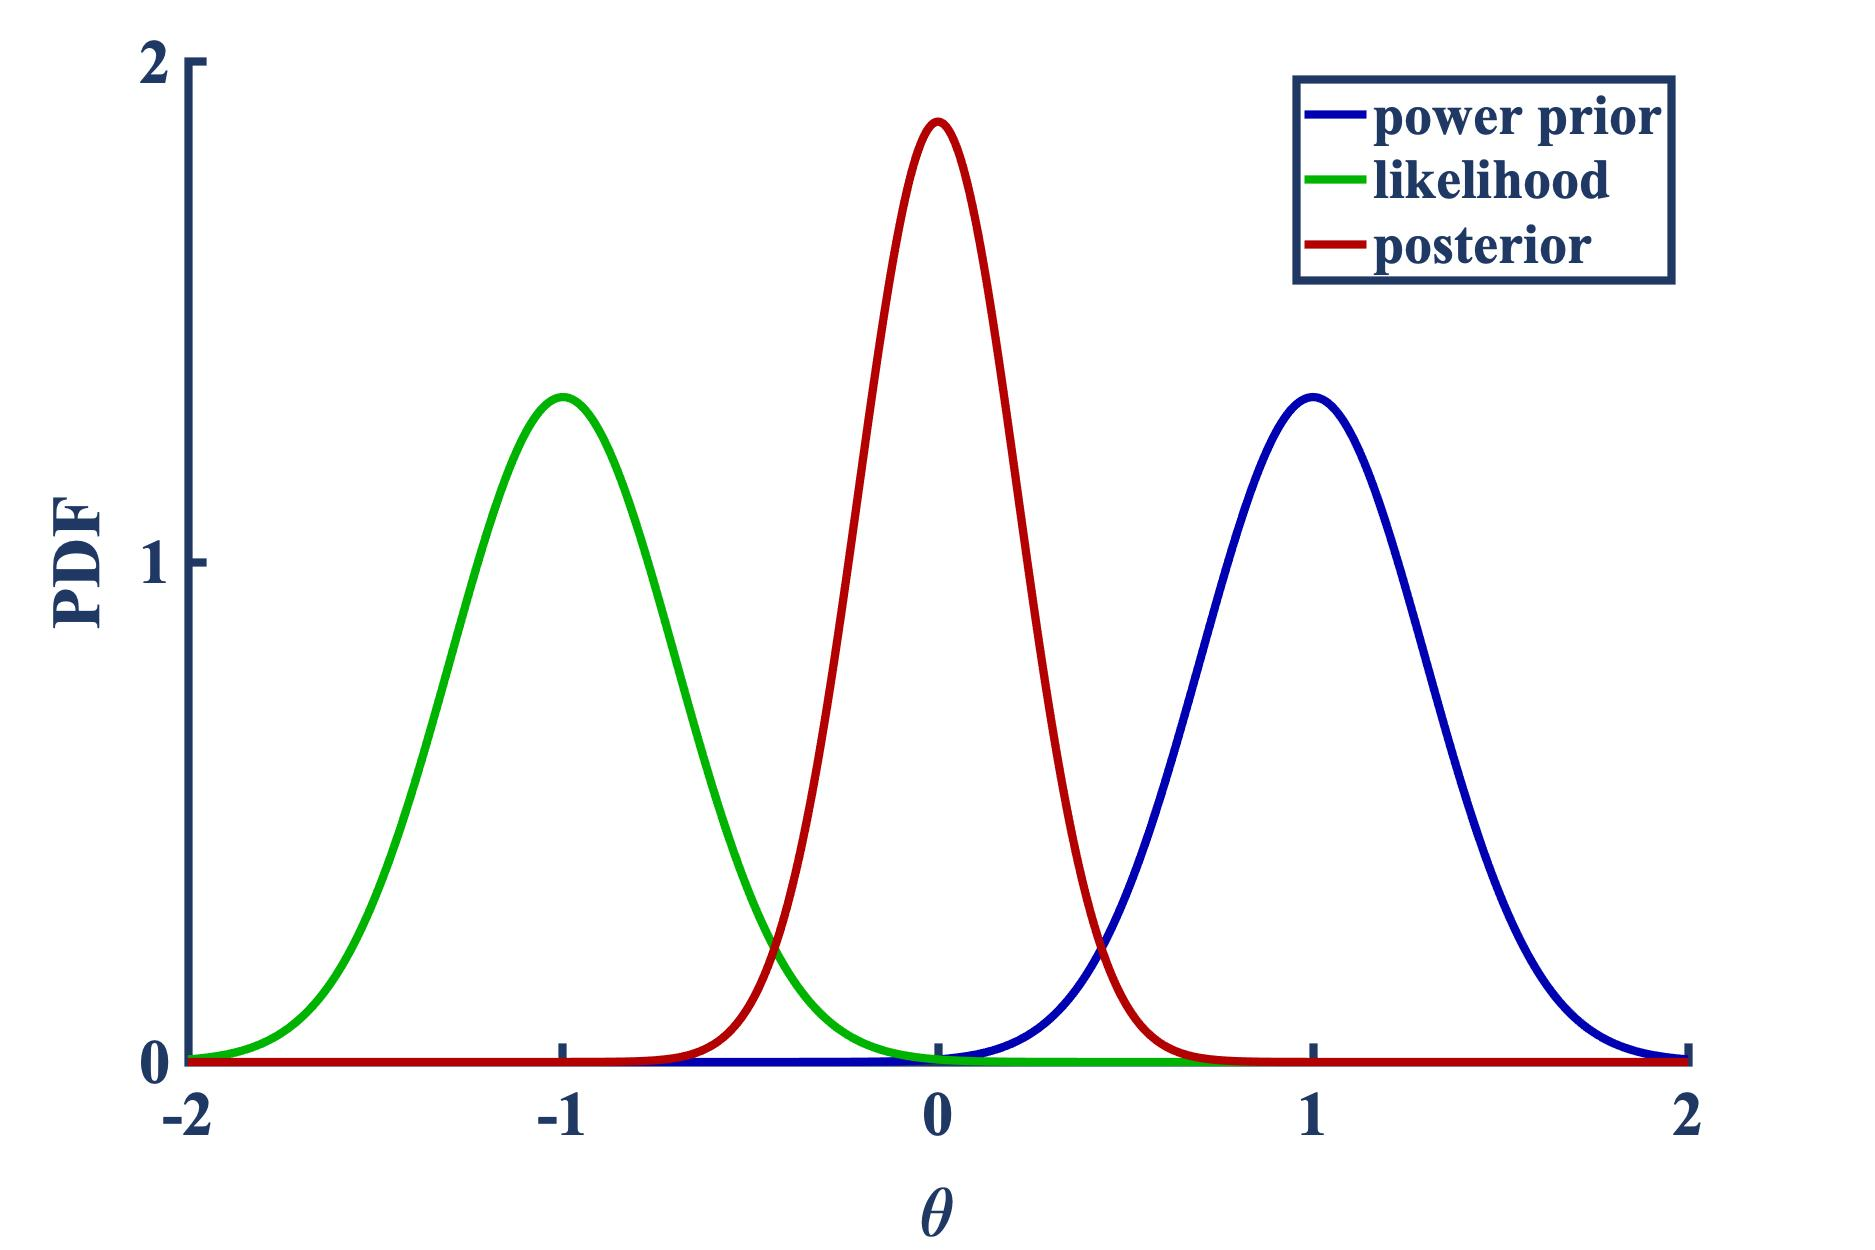 2
power prior
likelihood
posterior
PDF
1
0
-2 -1 0 1 2
θ